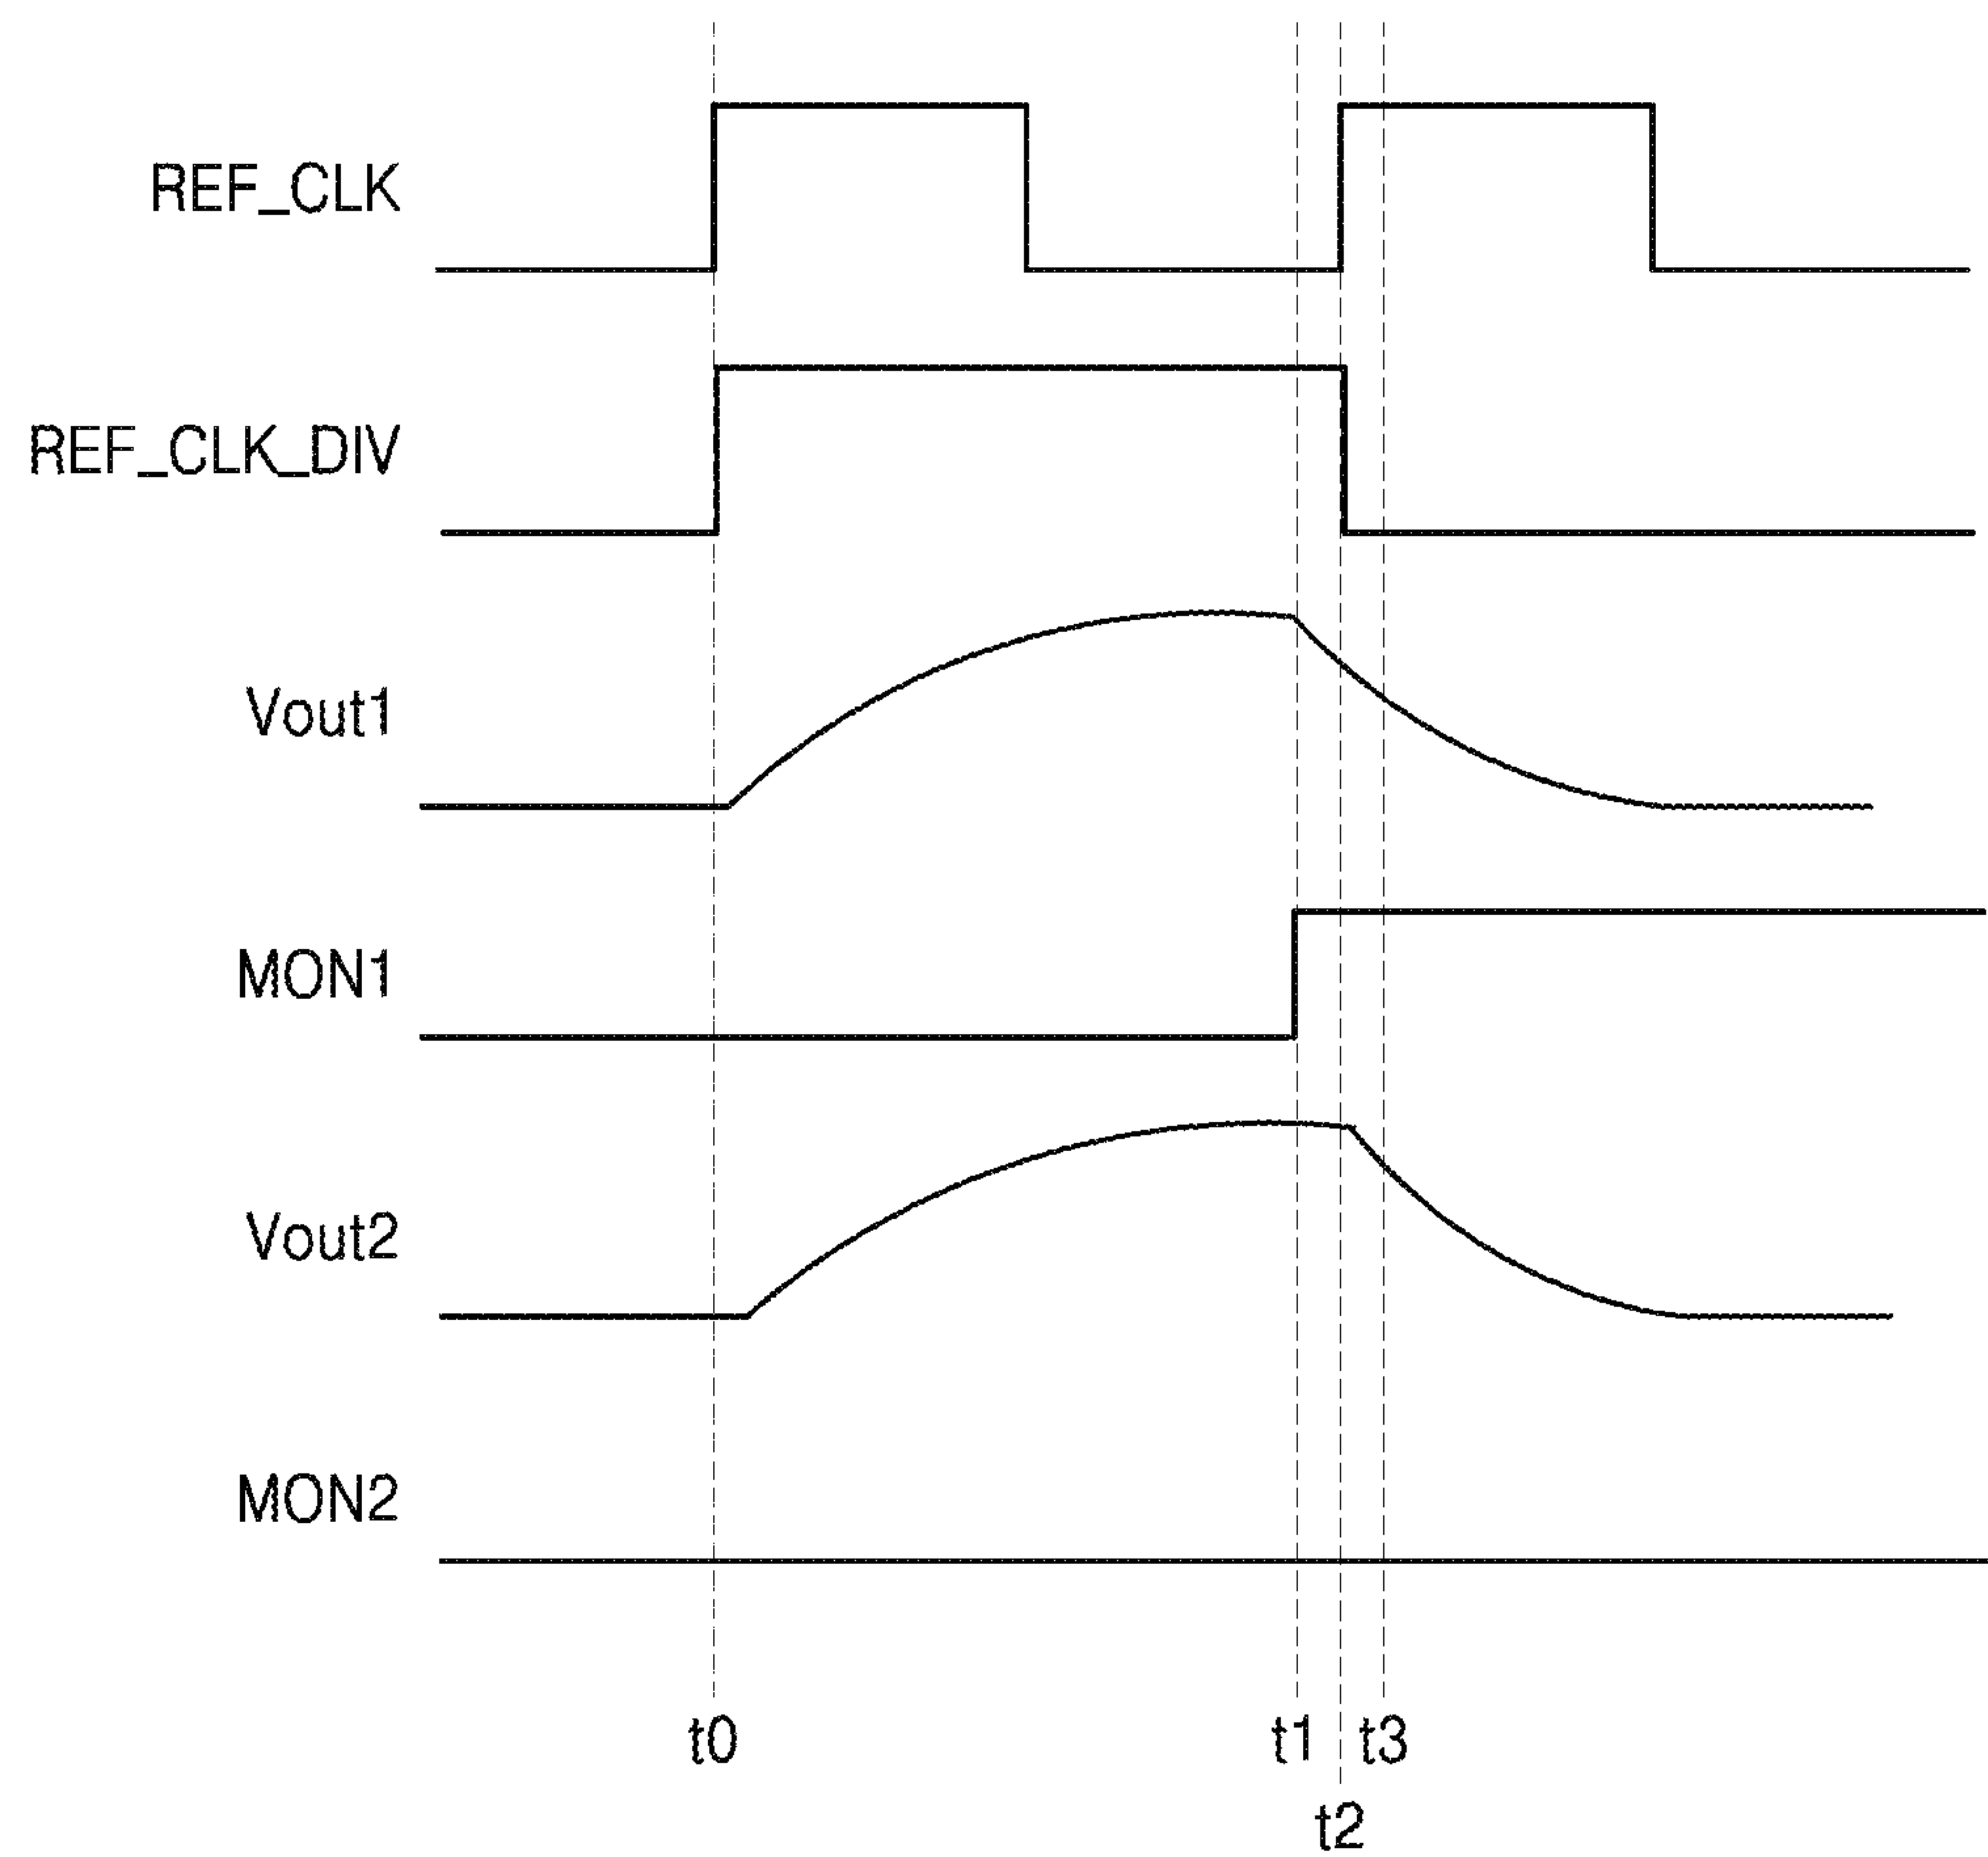 REF_CLK
REF_CLK_DIV
Vout1
MON1
Vout2
MON2
t0 t1 t3
t2